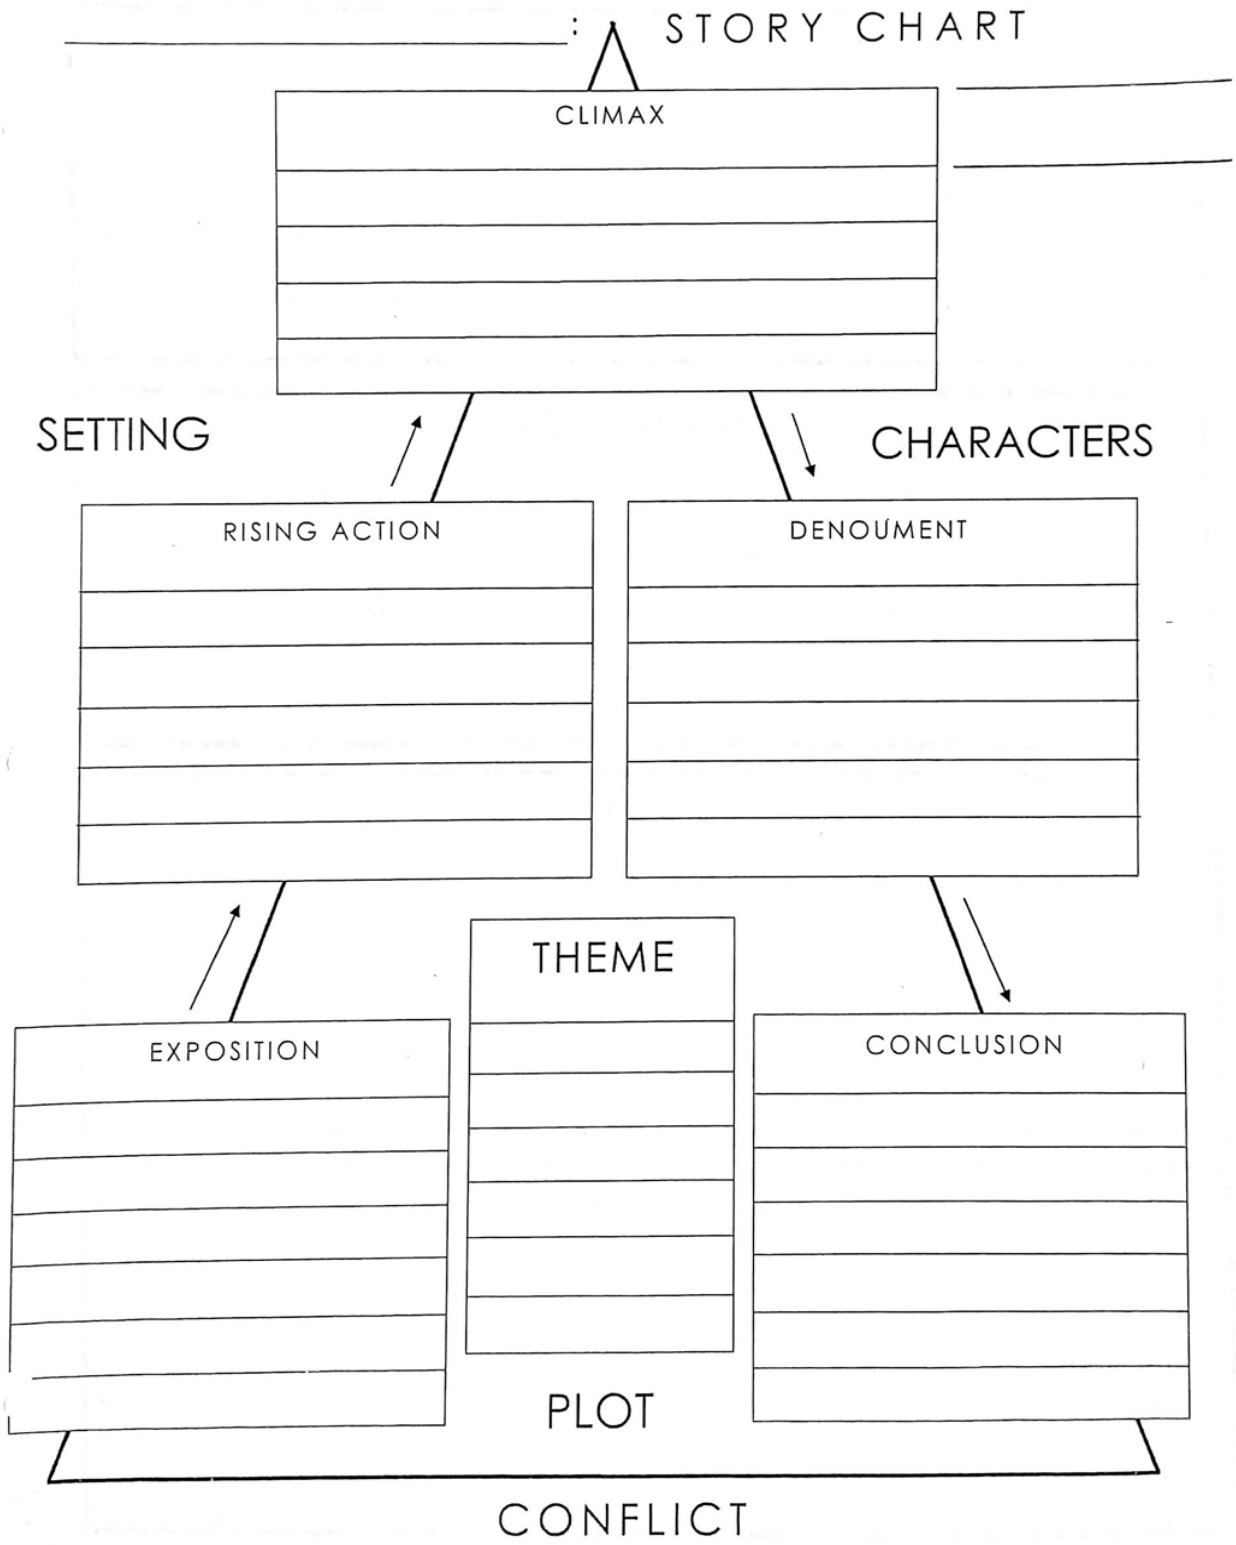 : STORY CHART
CLIMAX
SETTING
CHARACTERS
RISING ACTION
DENOUMENT
THEME
EXPOSITION
CONCLUSION
PLOT
CONFLICT